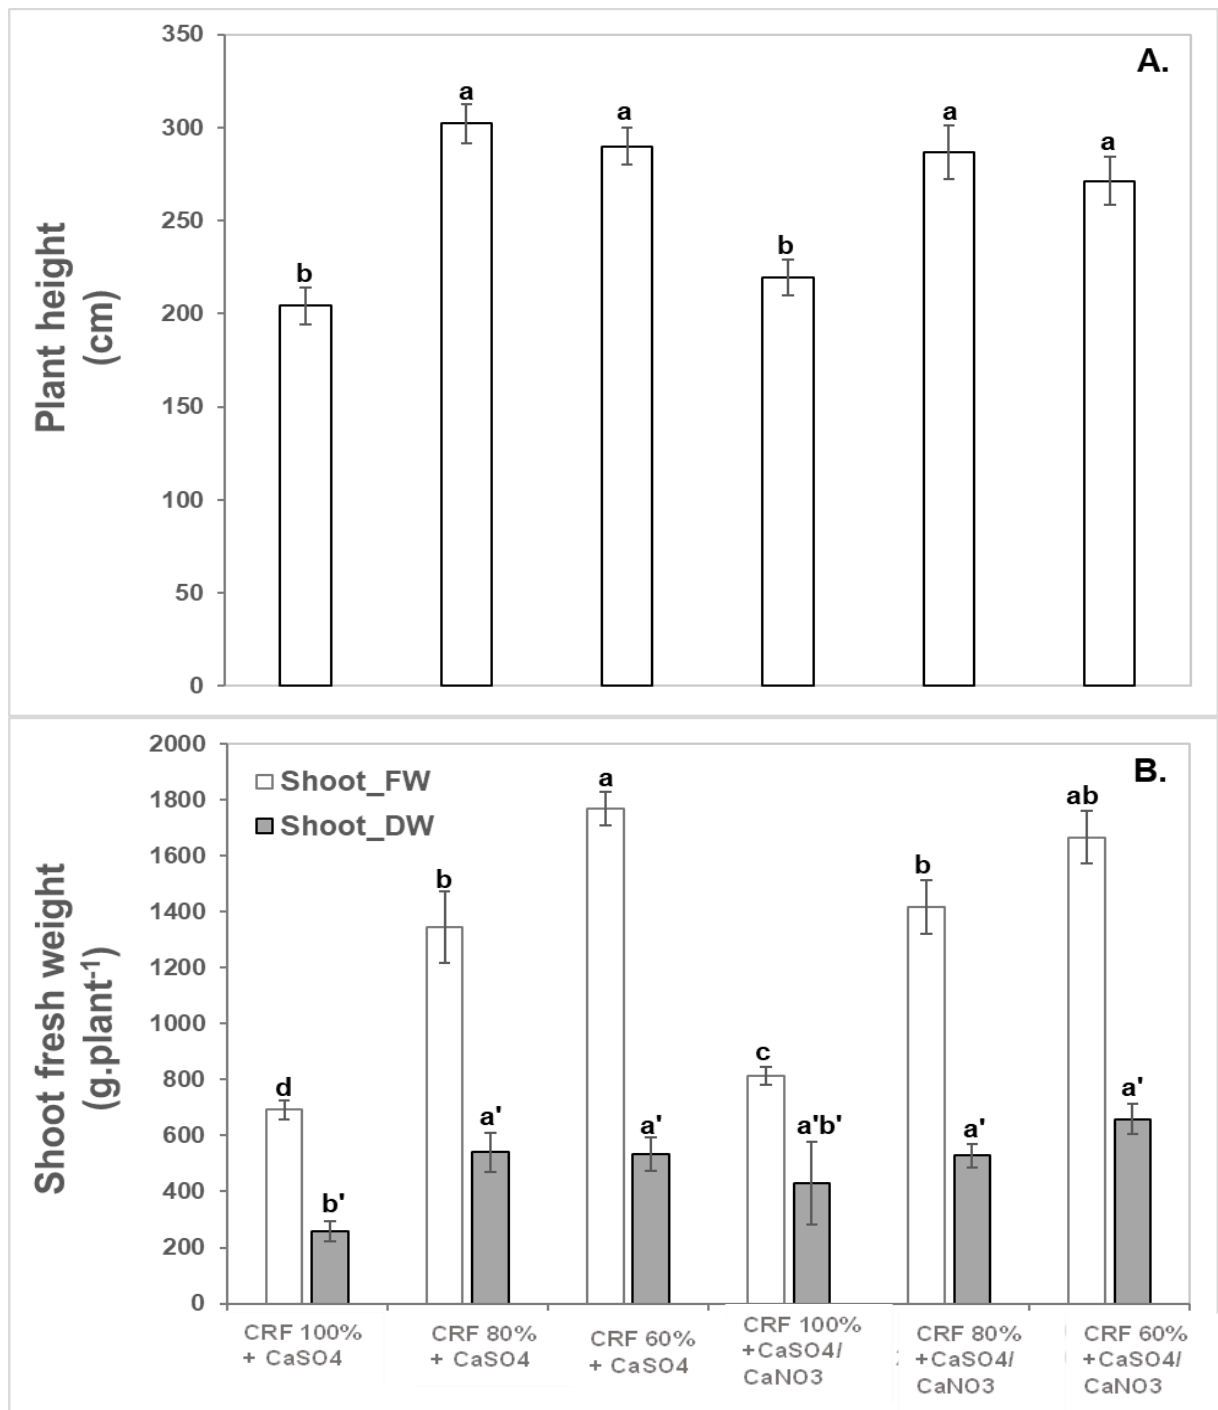 A.
Plant height
(cm)
350
300
250
200
150
100
50
0
b
a
a
b
a
a
B.
Shoot fresh weight
(g.plant-1)
2000
1800
1600
1400
1200
1000
800
600
400
200
0
Shoot_FW
Shoot_DW
d
b'
b
a'
a
a'
c
a'b'
b
a'
ab
a'
CRF 100%
+ CaSO4
CRF 80%
+ CaSO4
CRF 60%
+ CaSO4
CRF 100%
+CaSO4/
CaNO3
CRF 80%
+CaSO4/
CaNO3
CRF 60%
+CaSO4/
CaNO3